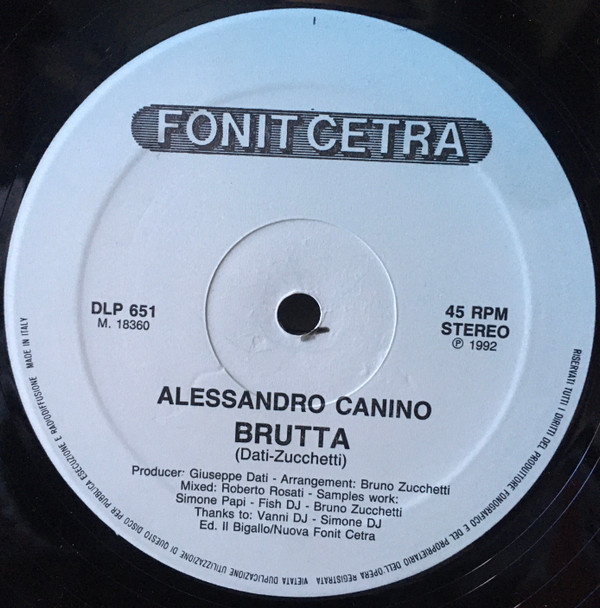 FONIT CETRA
DLP 651
M. 18360
45 RPM
STEREO
Ⓟ 1992
ALESSANDRO CANINO
BRUTTA
(Dati-Zucchetti)
Producer: Giuseppe Dati - Arrangement: Bruno Zucchetti
Mixed: Roberto Rosati - Samples work:
Simone Papi - Fish DJ - Bruno Zucchetti
Thanks to: Vanni DJ - Simone DJ
Ed. Il Bigallo/Nuova Fonit Cetra
RISERVATI TUTTI I DIRITTI DEL PRODUTTORE FONOGRAFICO E DEL PROPRIETARIO DELL'OPERA REGISTRATA VIETATA DUPLICAZIONE UTILIZZAZIONE DI QUESTO DISCO PER PUBBLICA ESECUZIONE E RADIODIFFUSIONE MADE IN ITALY